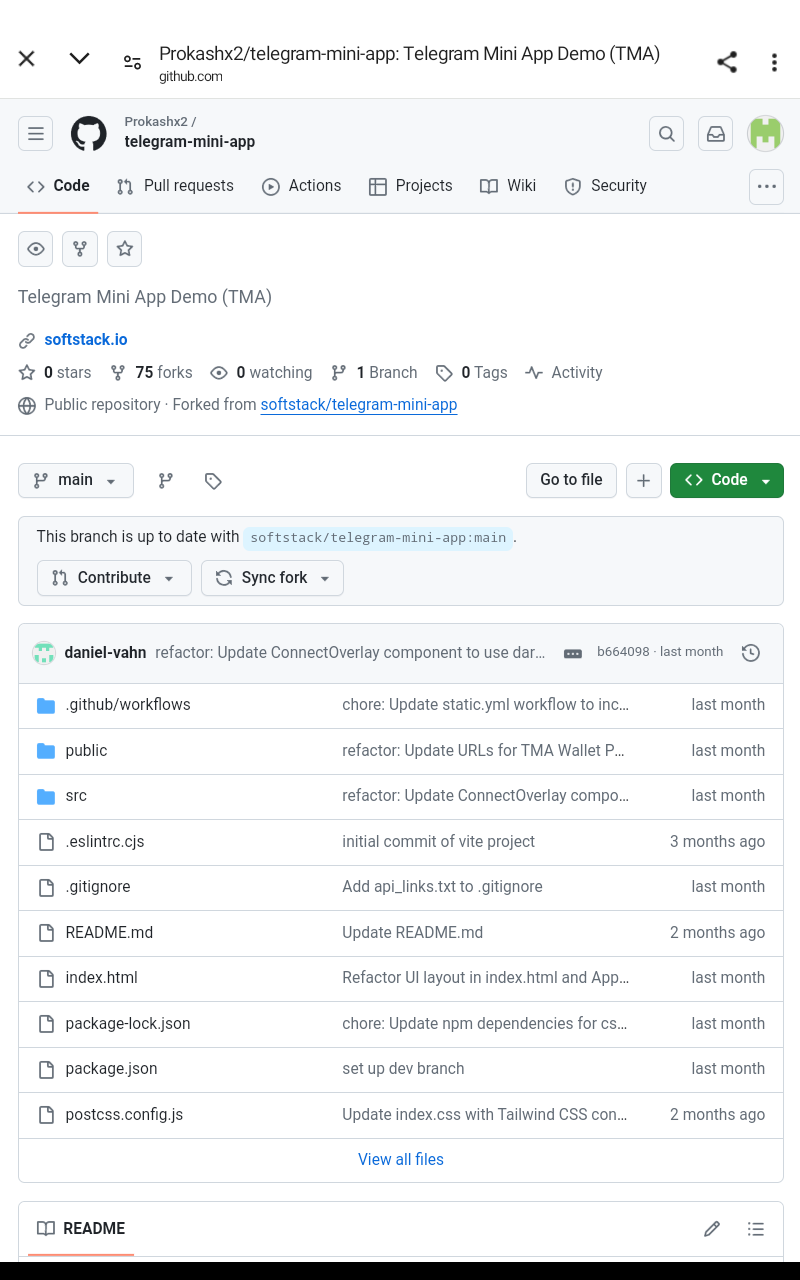 Prokashx2/telegram-mini-app: Telegram Mini App Demo (TMA)
github.com
Prokashx2 /
telegram-mini-app
Code Pull requests Actions Projects Wiki Security
Telegram Mini App Demo (TMA)
softstack.io
0 stars 75 forks 0 watching 1 Branch 0 Tags Activity
Public repository · Forked from softstack/telegram-mini-app
main Go to file Code
This branch is up to date with softstack/telegram-mini-app:main .
Contribute Sync fork
daniel-vahn refactor: Update ConnectOverlay component to use dar... b664098 · last month
.github/workflows chore: Update static.yml workflow to inc... last month
public refactor: Update URLs for TMA Wallet P... last month
src refactor: Update ConnectOverlay compo... last month
.eslintrc.cjs initial commit of vite project 3 months ago
.gitignore Add api_links.txt to .gitignore last month
README.md Update README.md 2 months ago
index.html Refactor UI layout in index.html and App... last month
package-lock.json chore: Update npm dependencies for cs... last month
package.json set up dev branch last month
postcss.config.js Update index.css with Tailwind CSS con... 2 months ago
View all files
README